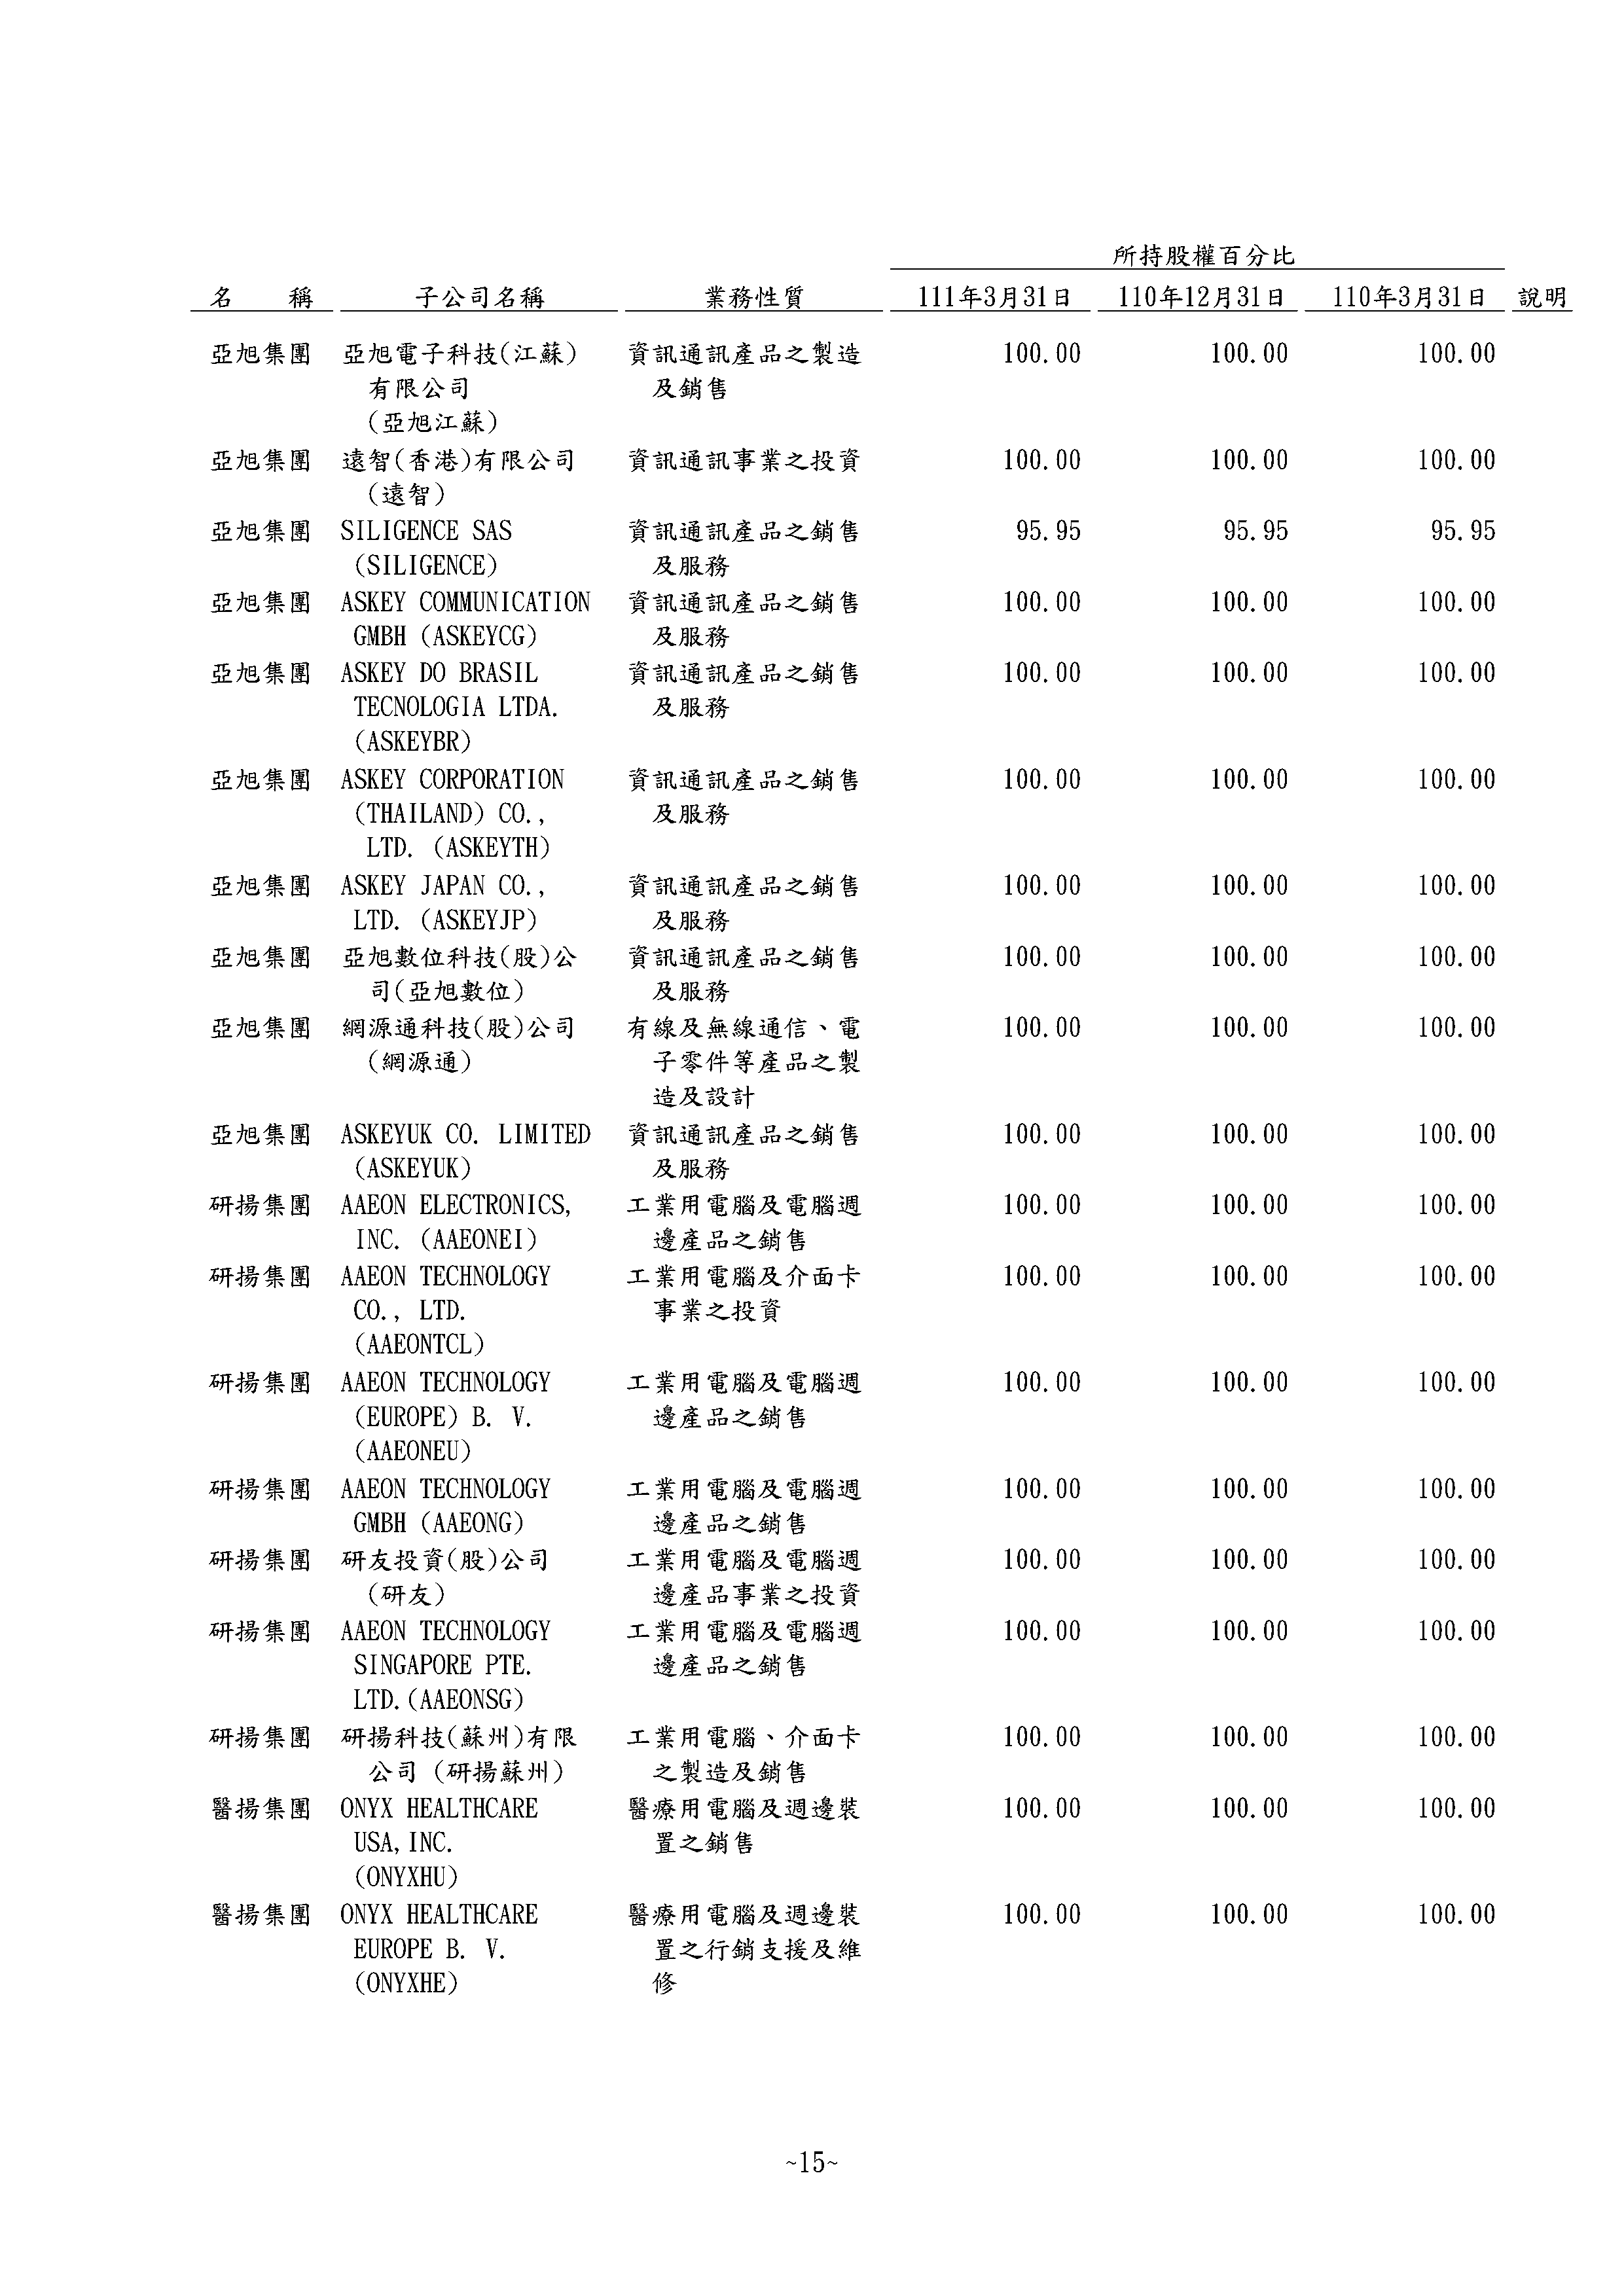 所持股權百分比
名　　稱 子公司名稱 業務性質 111年3月31日 110年12月31日 110年3月31日 說明
亞旭集團 亞旭電子科技(江蘇) 資訊通訊產品之製造 100.00 100.00 100.00
有限公司 及銷售
(亞旭江蘇)
亞旭集團 遠智(香港)有限公司 資訊通訊事業之投資 100.00 100.00 100.00
(遠智)
亞旭集團 SILIGENCE SAS 資訊通訊產品之銷售 95.95 95.95 95.95
(SILIGENCE) 及服務
亞旭集團 ASKEY COMMUNICATION 資訊通訊產品之銷售 100.00 100.00 100.00
GMBH (ASKEYCG) 及服務
亞旭集團 ASKEY DO BRASIL 資訊通訊產品之銷售 100.00 100.00 100.00
TECNOLOGIA LTDA. 及服務
(ASKEYBR)
亞旭集團 ASKEY CORPORATION 資訊通訊產品之銷售 100.00 100.00 100.00
(THAILAND) CO., 及服務
LTD. (ASKEYTH)
亞旭集團 ASKEY JAPAN CO., 資訊通訊產品之銷售 100.00 100.00 100.00
LTD. (ASKEYJP) 及服務
亞旭集團 亞旭數位科技(股)公 資訊通訊產品之銷售 100.00 100.00 100.00
司(亞旭數位) 及服務
亞旭集團 網源通科技(股)公司 有線及無線通信、電 100.00 100.00 100.00
(網源通) 子零件等產品之製
造及設計
亞旭集團 ASKEYUK CO. LIMITED 資訊通訊產品之銷售 100.00 100.00 100.00
(ASKEYUK) 及服務
研揚集團 AAEON ELECTRONICS, 工業用電腦及電腦週 100.00 100.00 100.00
INC. (AAEONEI) 邊產品之銷售
研揚集團 AAEON TECHNOLOGY 工業用電腦及介面卡 100.00 100.00 100.00
CO., LTD. 事業之投資
(AAEONTCL)
研揚集團 AAEON TECHNOLOGY 工業用電腦及電腦週 100.00 100.00 100.00
(EUROPE) B. V. 邊產品之銷售
(AAEONEU)
研揚集團 AAEON TECHNOLOGY 工業用電腦及電腦週 100.00 100.00 100.00
GMBH (AAEONG) 邊產品之銷售
研揚集團 研友投資(股)公司 工業用電腦及電腦週 100.00 100.00 100.00
(研友) 邊產品事業之投資
研揚集團 AAEON TECHNOLOGY 工業用電腦及電腦週 100.00 100.00 100.00
SINGAPORE PTE. 邊產品之銷售
LTD.(AAEONSG)
研揚集團 研揚科技(蘇州)有限 工業用電腦、介面卡 100.00 100.00 100.00
公司 (研揚蘇州) 之製造及銷售
醫揚集團 ONYX HEALTHCARE 醫療用電腦及週邊裝 100.00 100.00 100.00
USA,INC. 置之銷售
(ONYXHU)
醫揚集團 ONYX HEALTHCARE 醫療用電腦及週邊裝 100.00 100.00 100.00
EUROPE B. V. 置之行銷支援及維
(ONYXHE) 修
~15~